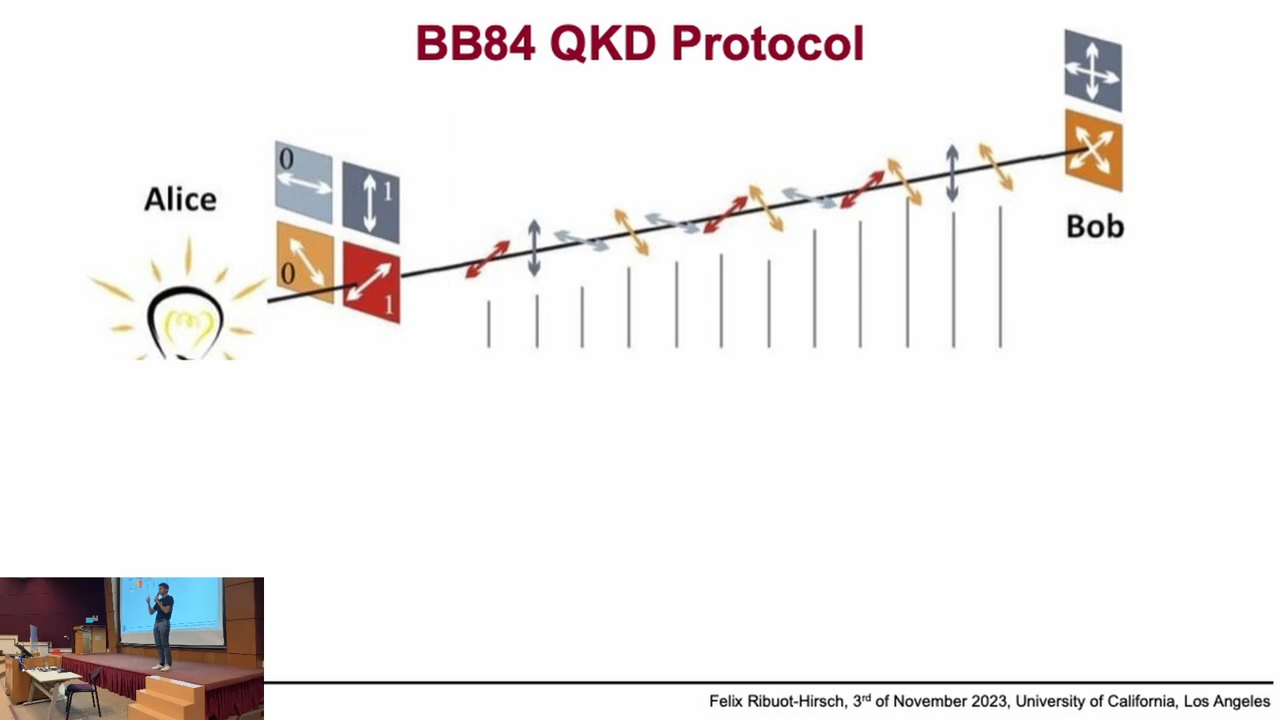 BB84 QKD Protocol
Alice
0
1
0
1
Bob
Felix Ribuot-Hirsch, 3rd of November 2023, University of California, Los Angeles